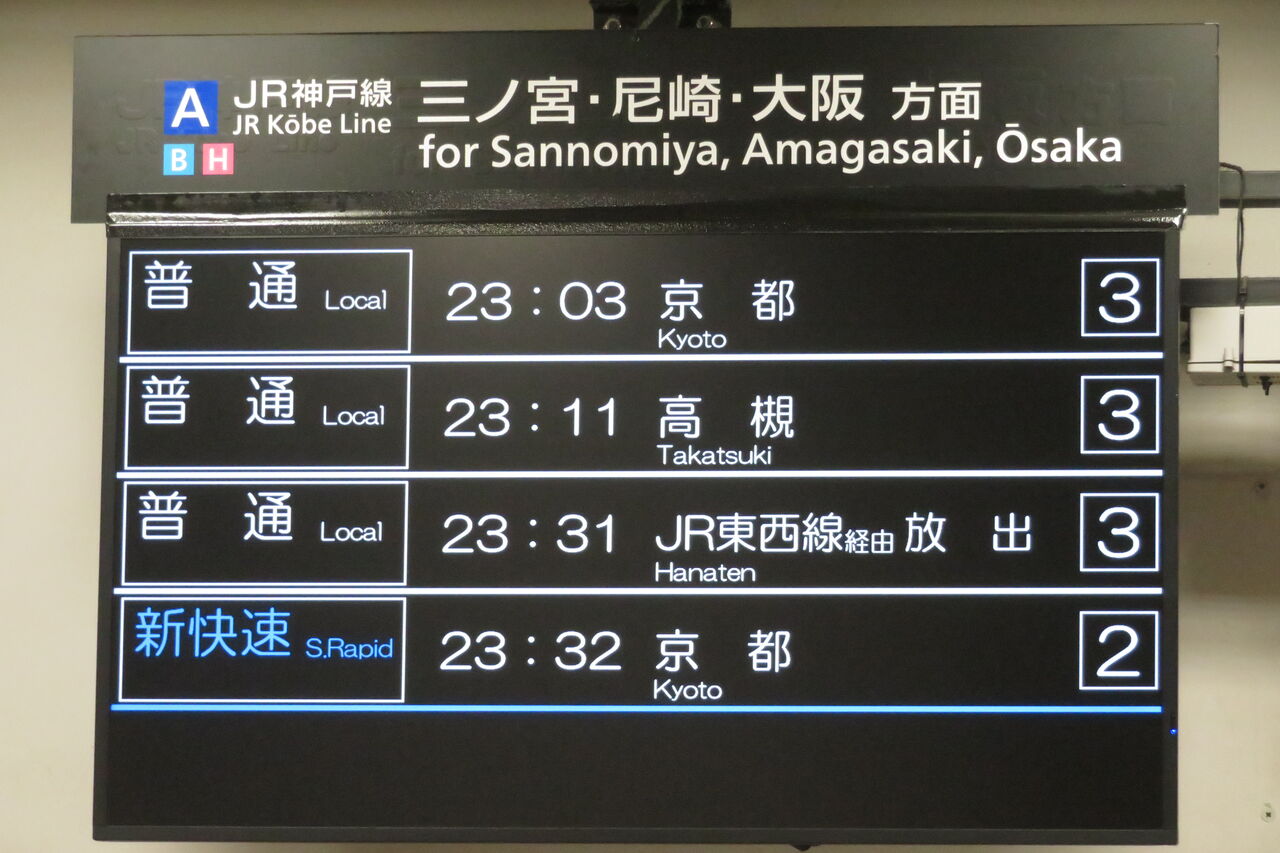 A JR神戸線 三ノ宮・尼崎・大阪 方面
JR Kōbe Line for Sannomiya, Amagasaki, Ōsaka
B H
普通 Local 23:03 京都 3
Kyoto
普通 Local 23:11 高槻 3
Takatsuki
普通 Local 23:31 JR東西線経由 放出 3
Hanaten
新快速 S.Rapid 23:32 京都 2
Kyoto